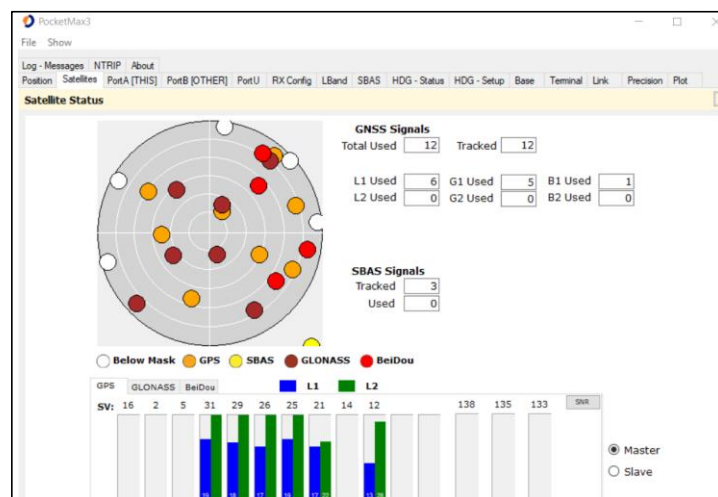 PocketMax3
File Show
Log - Messages NTRIP About
Position Satellites PortA [THIS] PortB [OTHER] PortU RX Config LBand SBAS HDG - Status HDG - Setup Base Terminal Link Precision Plot
Satellite Status
GNSS Signals
Total Used 12 Tracked 12
L1 Used 6 G1 Used 5 B1 Used 1
L2 Used 0 G2 Used 0 B2 Used 0
SBAS Signals
Tracked 3
Used 0
Below Mask GPS SBAS GLONASS BeiDou
GPS GLONASS BeiDou L1 L2
SV: 16 2 5 31 29 26 25 21 14 12 138 135 133 SNR
Master
Slave